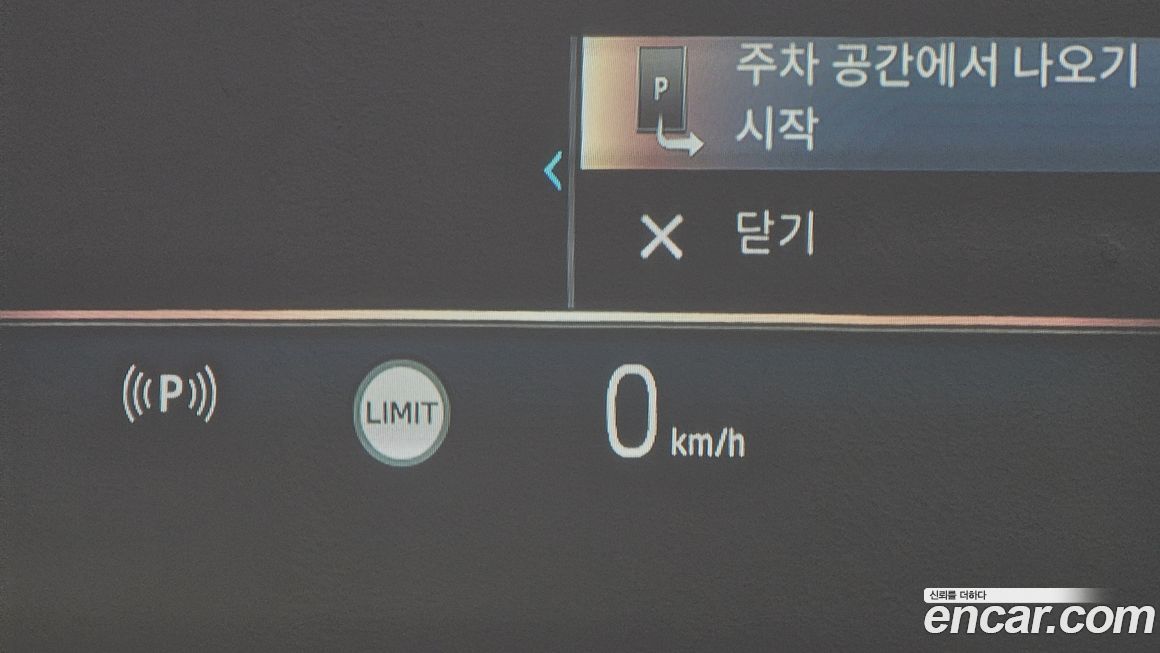 P
주차 공간에서 나오기
시작
닫기
P
LIMIT
0 km/h
신뢰를 더하다
encar.com